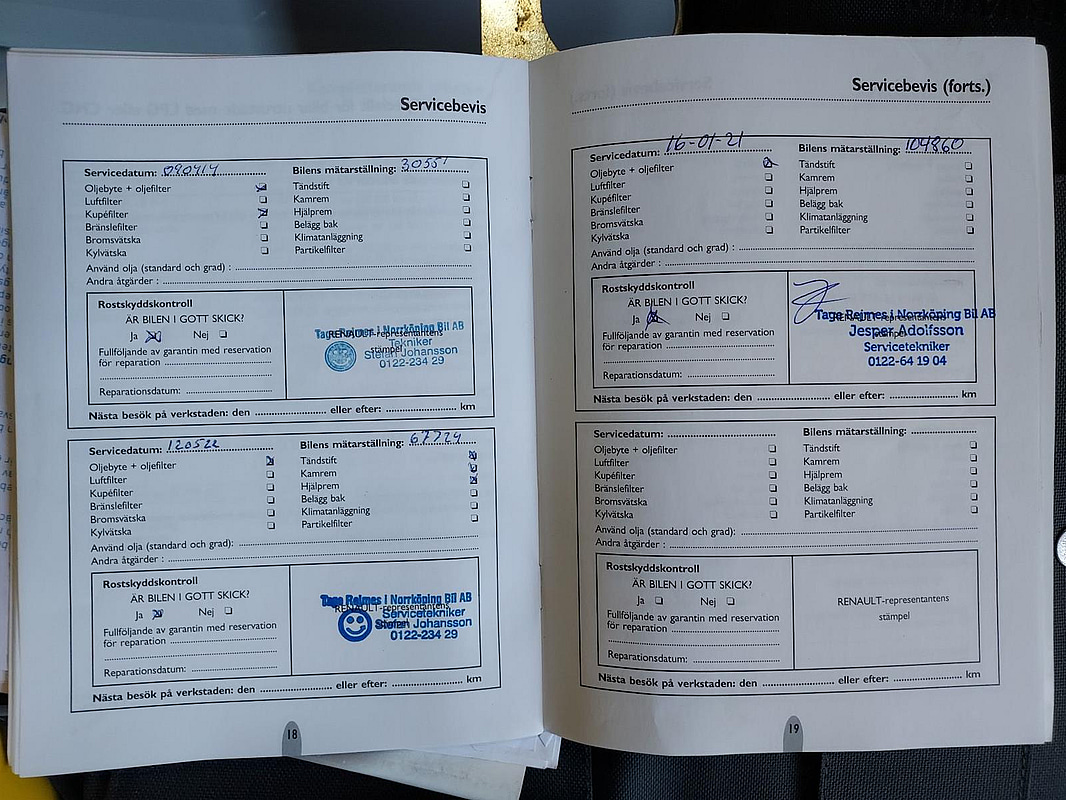 Servicebevis
Servicedatum: 090414 Bilens mätarställning: 30551
Oljebyte + oljefilter Tändstift
Luftfilter Kamrem
Kupéfilter Hjälprem
Bränslefilter Belägg bak
Bromsvätska Klimatanläggning
Kylvätska Partikelfilter
Använd olja (standard och grad) :
Andra åtgärder :
Rostskyddskontroll
ÄR BILEN I GOTT SKICK?
Ja Nej
Fullföljande av garantin med reservation
för reparation
Reparationsdatum:
Tage Rejmes i Norrköping Bil AB
RENAULT-representantens
Tekniker
stämpel
Stefan Johansson
0122-234 29
Nästa besök på verkstaden: den eller efter: km
Servicedatum: 120522 Bilens mätarställning: 67724
Oljebyte + oljefilter Tändstift
Luftfilter Kamrem
Kupéfilter Hjälprem
Bränslefilter Belägg bak
Bromsvätska Klimatanläggning
Kylvätska Partikelfilter
Använd olja (standard och grad):
Andra åtgärder :
Rostskyddskontroll
ÄR BILEN I GOTT SKICK?
Ja Nej
Fullföljande av garantin med reservation
för reparation
Reparationsdatum:
Tage Rejmes i Norrköping Bil AB
RENAULT-representantens
Servicetekniker
Stefan Johansson
0122-234 29
Nästa besök på verkstaden: den eller efter: km
18
Servicebevis (forts.)
Servicedatum: 16-01-21 Bilens mätarställning: 104860
Oljebyte + oljefilter Tändstift
Luftfilter Kamrem
Kupéfilter Hjälprem
Bränslefilter Belägg bak
Bromsvätska Klimatanläggning
Kylvätska Partikelfilter
Använd olja (standard och grad) :
Andra åtgärder :
Rostskyddskontroll
ÄR BILEN I GOTT SKICK?
Ja Nej
Fullföljande av garantin med reservation
för reparation
Reparationsdatum:
Tage Rejmes i Norrköping Bil AB
RENAULT-representantens
Jesper Adolfsson
stämpel
Servicetekniker
0122-64 19 04
Nästa besök på verkstaden: den eller efter: km
Servicedatum: Bilens mätarställning:
Oljebyte + oljefilter Tändstift
Luftfilter Kamrem
Kupéfilter Hjälprem
Bränslefilter Belägg bak
Bromsvätska Klimatanläggning
Kylvätska Partikelfilter
Använd olja (standard och grad):
Andra åtgärder :
Rostskyddskontroll
ÄR BILEN I GOTT SKICK?
Ja Nej
Fullföljande av garantin med reservation
för reparation
Reparationsdatum:
RENAULT-representantens
stämpel
Nästa besök på verkstaden: den eller efter: km
19